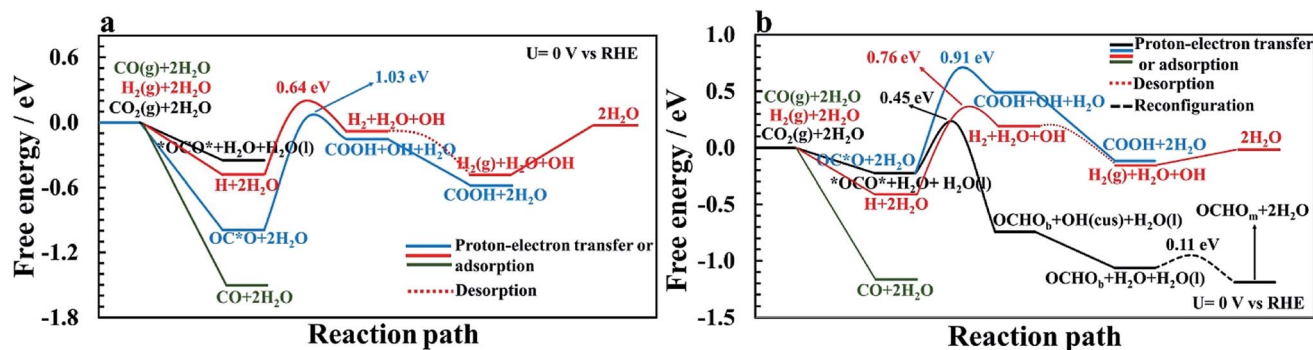 a
U= 0 V vs RHE
Free energy / eV
0.6
0.0
-0.6
-1.2
-1.8
CO(g)+2H₂O
H₂(g)+2H₂O
CO₂(g)+2H₂O
0.64 eV
1.03 eV
*OCO*+H₂O+H₂O(l)
H+2H₂O
OC*O+2H₂O
CO+2H₂O
H₂+H₂O+OH
COOH+OH+H₂O
H₂(g)+H₂O+OH
COOH+2H₂O
2H₂O
Proton-electron transfer or
adsorption
Desorption
Reaction path
b
Free energy / eV
1.0
0.5
0.0
-0.5
-1.0
-1.5
CO(g)+2H₂O
H₂(g)+2H₂O
CO₂(g)+2H₂O
0.76 eV
0.91 eV
0.45 eV
Proton-electron transfer
or adsorption
Desorption
Reconfiguration
COOH+OH+H₂O
H₂+H₂O+OH
COOH+2H₂O
2H₂O
H₂(g)+H₂O+OH
OC*O+2H₂O
*OCO*+H₂O+ H₂O(l)
H+2H₂O
CO+2H₂O
OCHO_b+OH(cus)+H₂O(l)
OCHO_m+2H₂O
0.11 eV
OCHO_b+H₂O+H₂O(l)
U= 0 V vs RHE
Reaction path